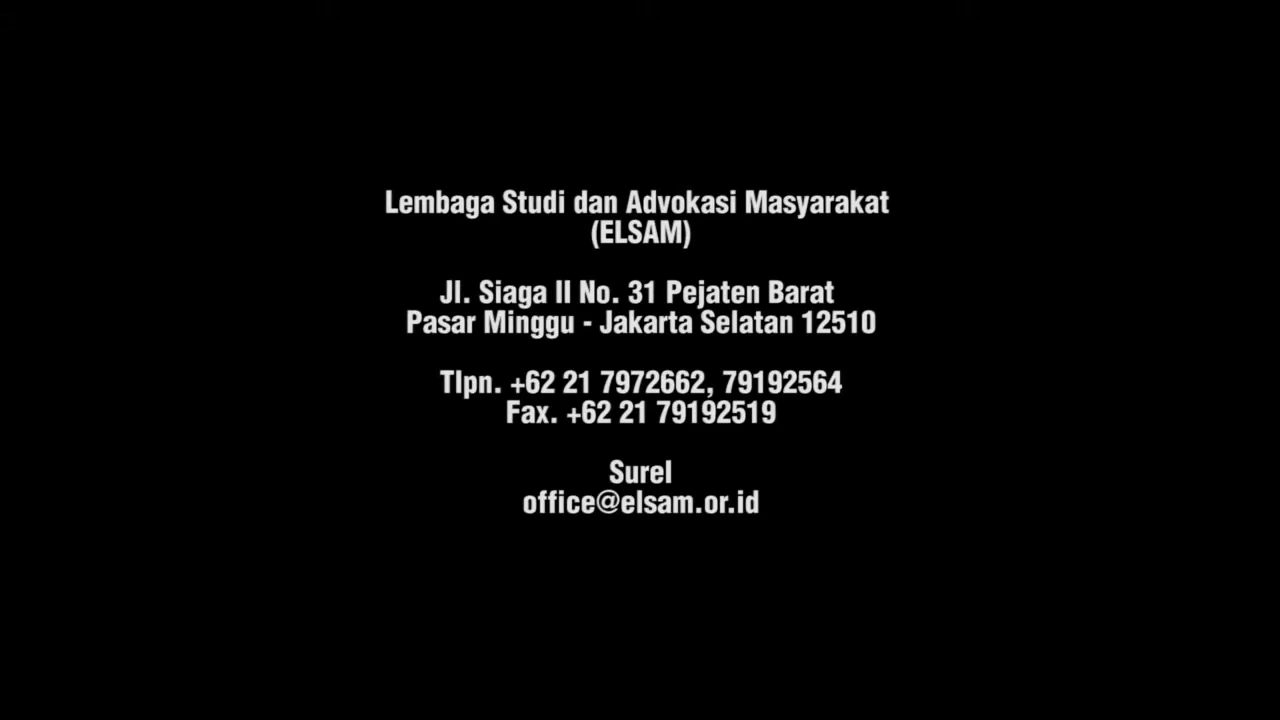 Lembaga Studi dan Advokasi Masyarakat
(ELSAM)
Jl. Siaga II No. 31 Pejaten Barat
Pasar Minggu - Jakarta Selatan 12510
Tlpn. +62 21 7972662, 79192564
Fax. +62 21 79192519
Surel
office@elsam.or.id